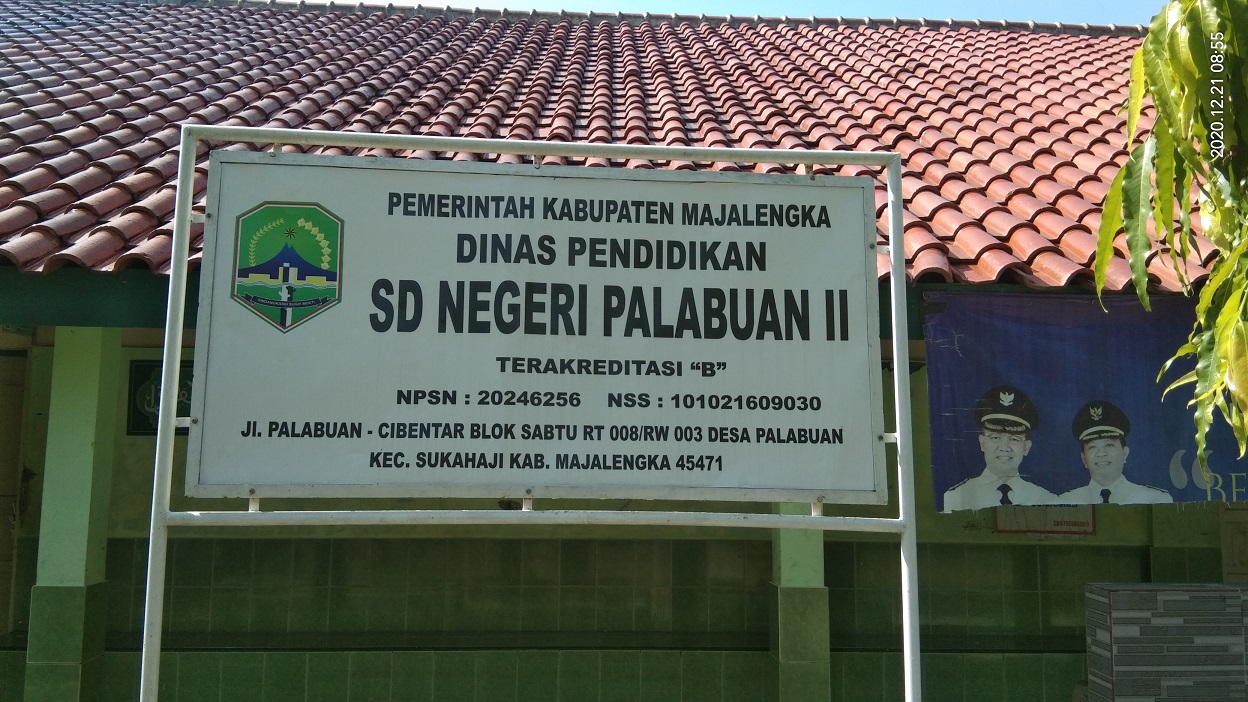 PEMERINTAH KABUPATEN MAJALENGKA
DINAS PENDIDIKAN
SD NEGERI PALABUAN II
TERAKREDITASI “B”
NPSN : 20246256 NSS : 101021609030
Jl. PALABUAN - CIBENTAR BLOK SABTU RT 008/RW 003 DESA PALABUAN
KEC. SUKAHAJI KAB. MAJALENGKA 45471
“BE
2020.12.21 08:55